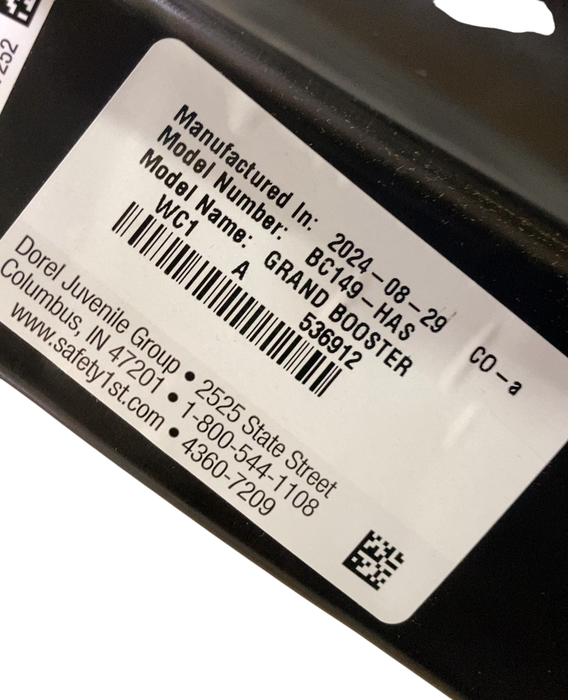 252
Manufactured In: 2024-08-29 CO-a
Model Number: BC149-HAS
Model Name: GRAND BOOSTER
WC1 A 536912
Dorel Juvenile Group • 2525 State Street
Columbus, IN 47201 • 1-800-544-1108
www.safety1st.com • 4360-7209